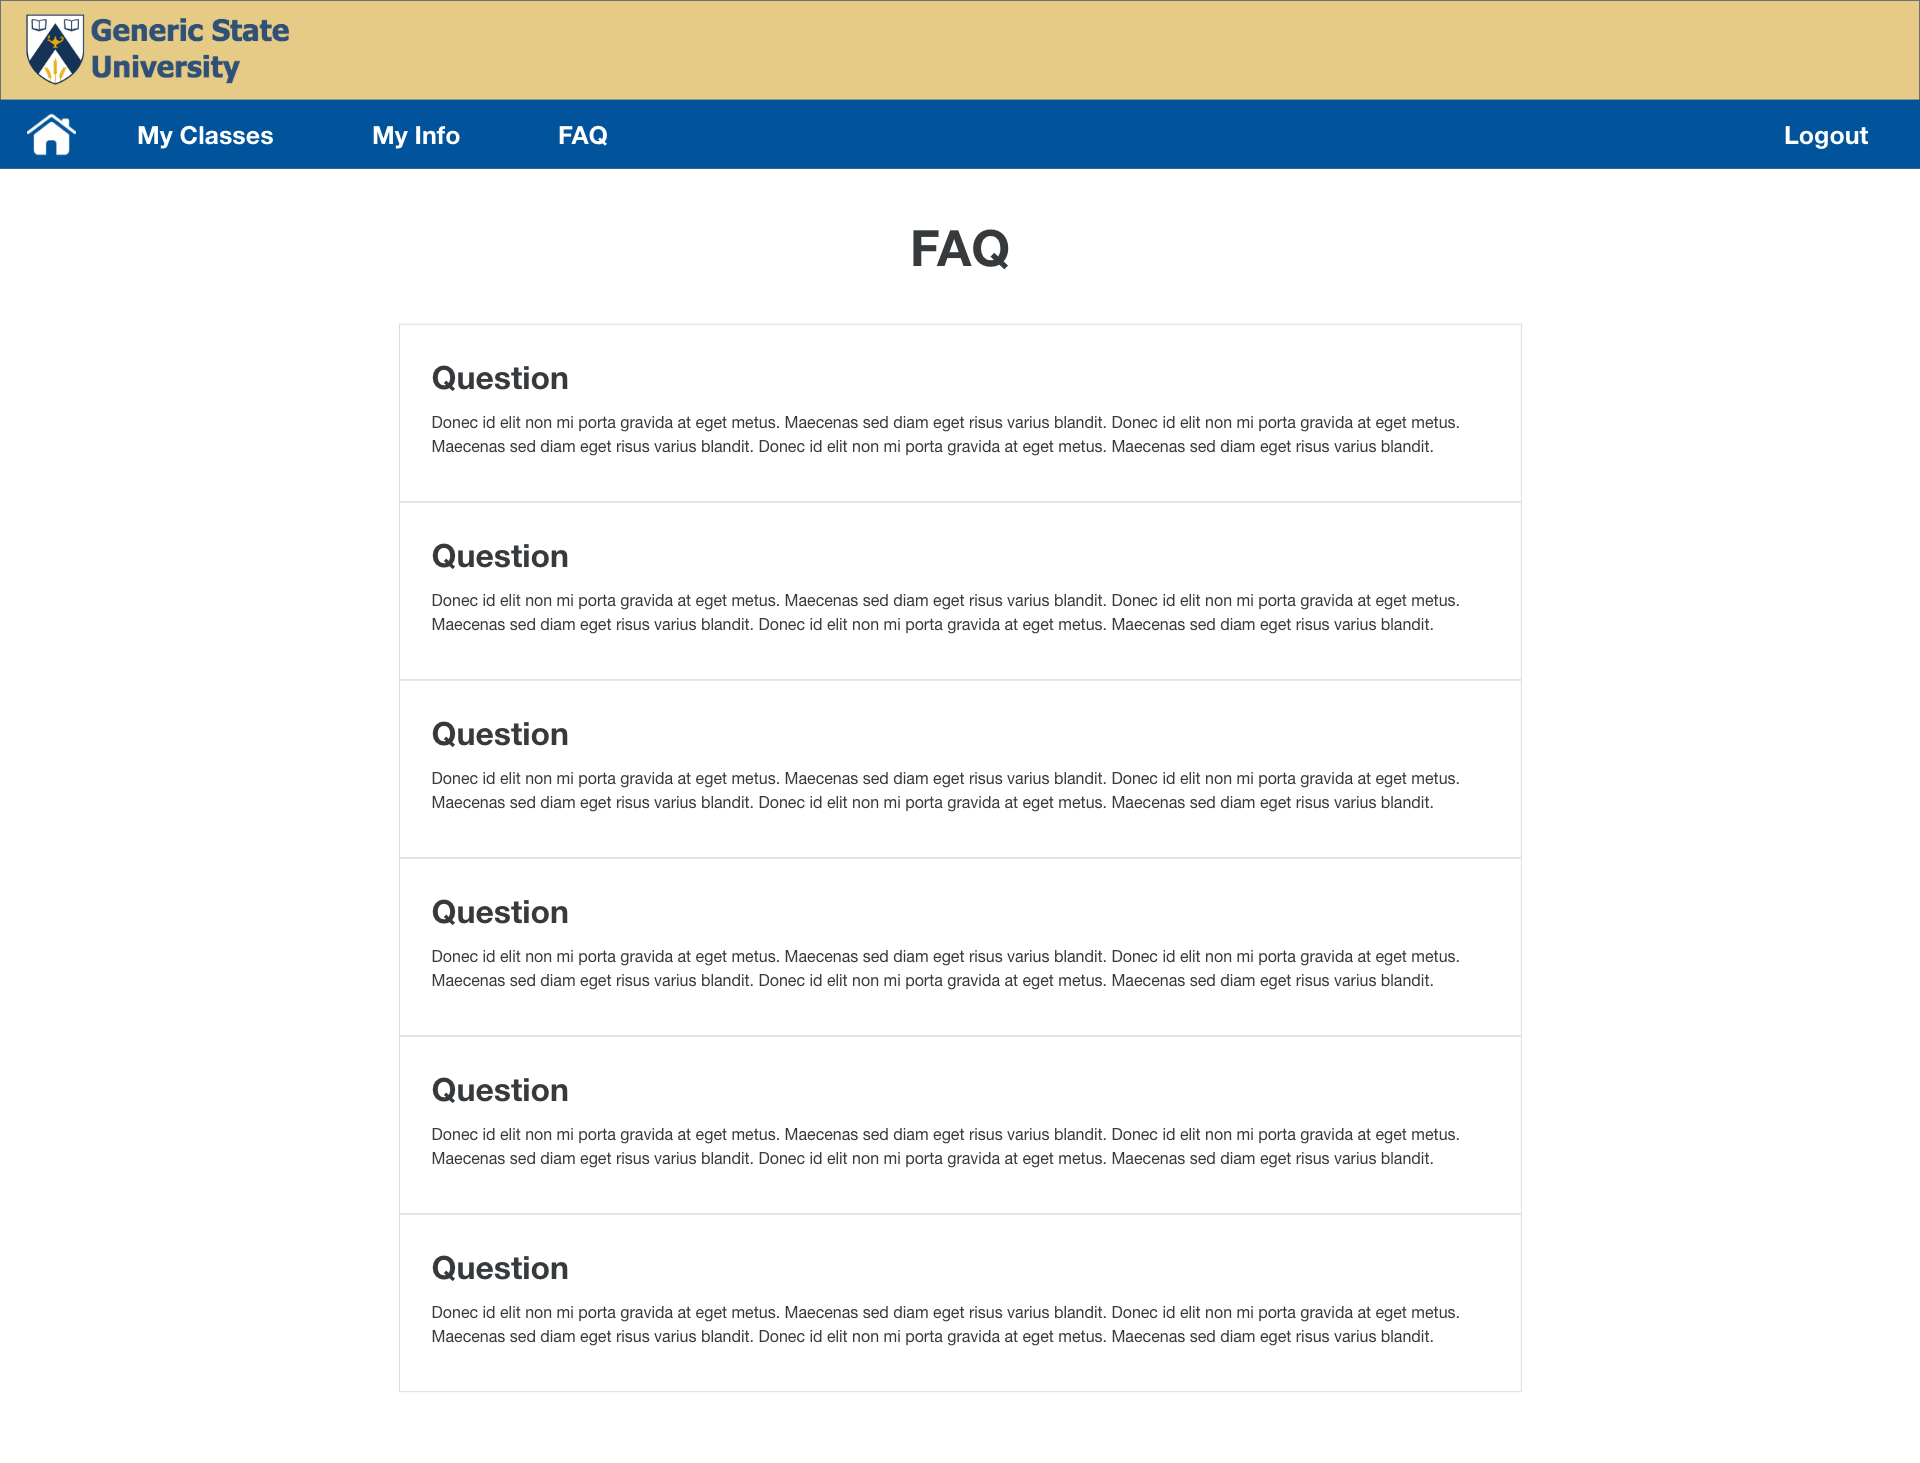 Generic State
University
My Classes My Info FAQ Logout
FAQ
Question
Donec id elit non mi porta gravida at eget metus. Maecenas sed diam eget risus varius blandit. Donec id elit non mi porta gravida at eget metus.
Maecenas sed diam eget risus varius blandit. Donec id elit non mi porta gravida at eget metus. Maecenas sed diam eget risus varius blandit.
Question
Donec id elit non mi porta gravida at eget metus. Maecenas sed diam eget risus varius blandit. Donec id elit non mi porta gravida at eget metus.
Maecenas sed diam eget risus varius blandit. Donec id elit non mi porta gravida at eget metus. Maecenas sed diam eget risus varius blandit.
Question
Donec id elit non mi porta gravida at eget metus. Maecenas sed diam eget risus varius blandit. Donec id elit non mi porta gravida at eget metus.
Maecenas sed diam eget risus varius blandit. Donec id elit non mi porta gravida at eget metus. Maecenas sed diam eget risus varius blandit.
Question
Donec id elit non mi porta gravida at eget metus. Maecenas sed diam eget risus varius blandit. Donec id elit non mi porta gravida at eget metus.
Maecenas sed diam eget risus varius blandit. Donec id elit non mi porta gravida at eget metus. Maecenas sed diam eget risus varius blandit.
Question
Donec id elit non mi porta gravida at eget metus. Maecenas sed diam eget risus varius blandit. Donec id elit non mi porta gravida at eget metus.
Maecenas sed diam eget risus varius blandit. Donec id elit non mi porta gravida at eget metus. Maecenas sed diam eget risus varius blandit.
Question
Donec id elit non mi porta gravida at eget metus. Maecenas sed diam eget risus varius blandit. Donec id elit non mi porta gravida at eget metus.
Maecenas sed diam eget risus varius blandit. Donec id elit non mi porta gravida at eget metus. Maecenas sed diam eget risus varius blandit.